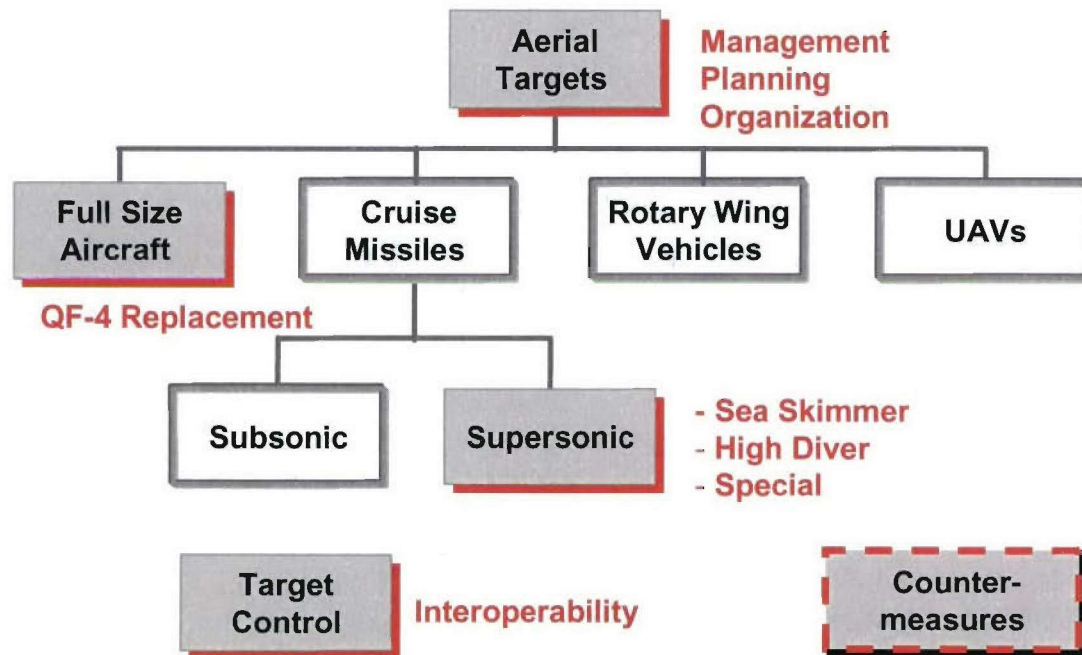 Aerial
Targets
Management
Planning
Organization
Full Size
Aircraft
Cruise
Missiles
Rotary Wing
Vehicles
UAVs
QF-4 Replacement
Subsonic
Supersonic
- Sea Skimmer
- High Diver
- Special
Target
Control
Interoperability
Counter-
measures